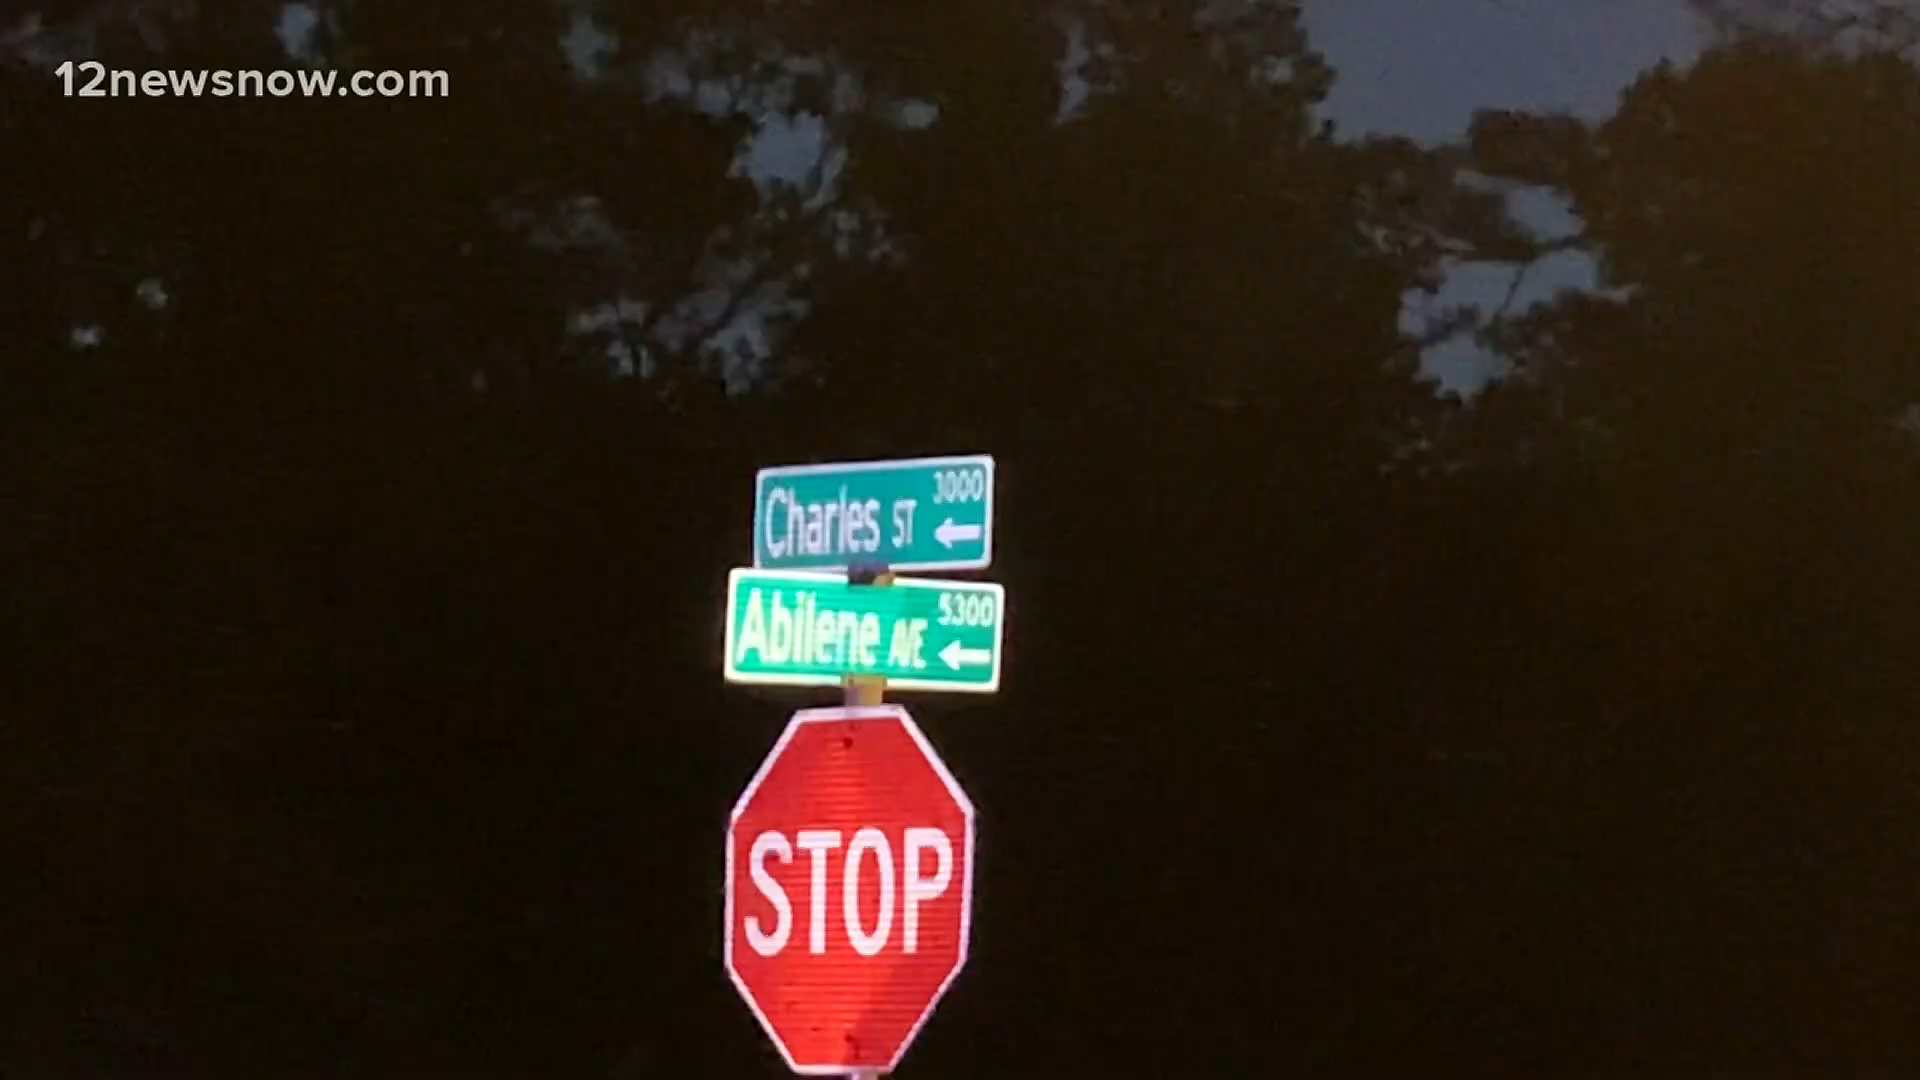 12newsnow.com
3000
Charles ST ←
5300
Abilene AVE ←
STOP